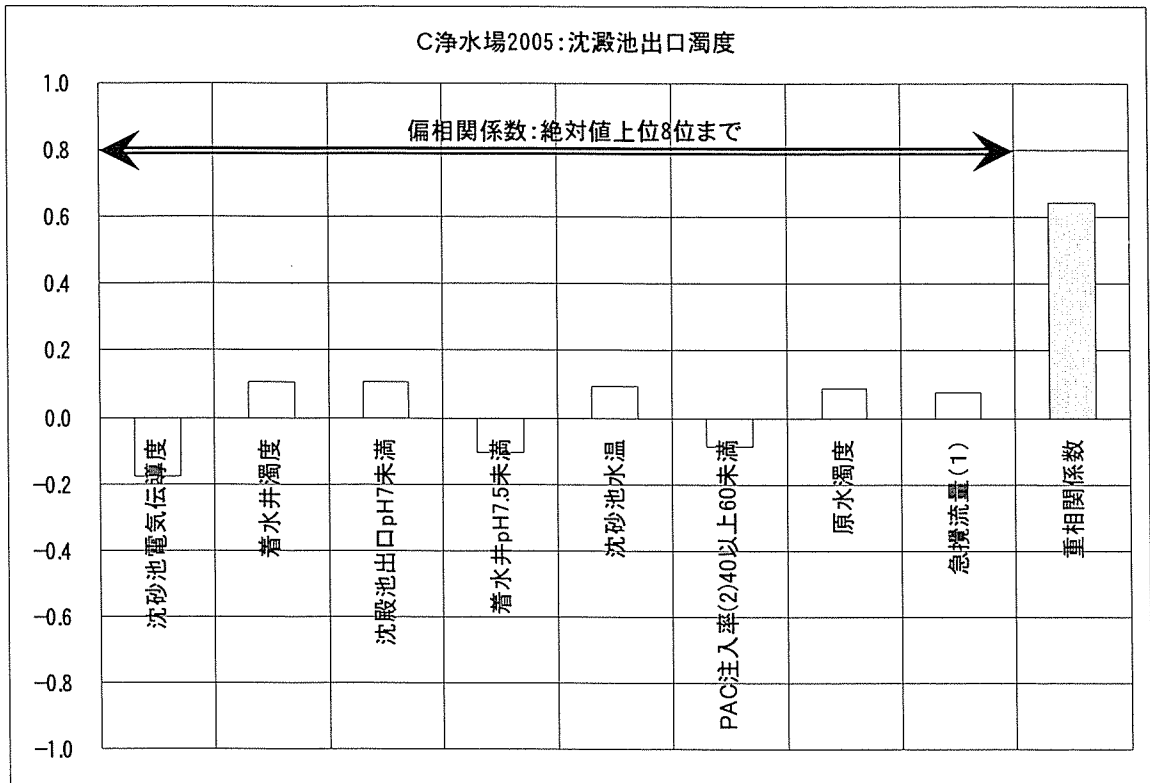 C浄水場2005:沈澱池出口濁度
1.0
偏相関係数:絶対値上位8位まで
0.8
0.6
0.4
0.2
0.0
-0.2
-0.4
-0.6
-0.8
-1.0
沈砂池電気伝導度
着水井濁度
沈殿池出口pH7未満
着水井pH7.5未満
沈砂池水温
PAC注入率(2)40以上60未満
原水濁度
急攪流量(1)
重相関係数